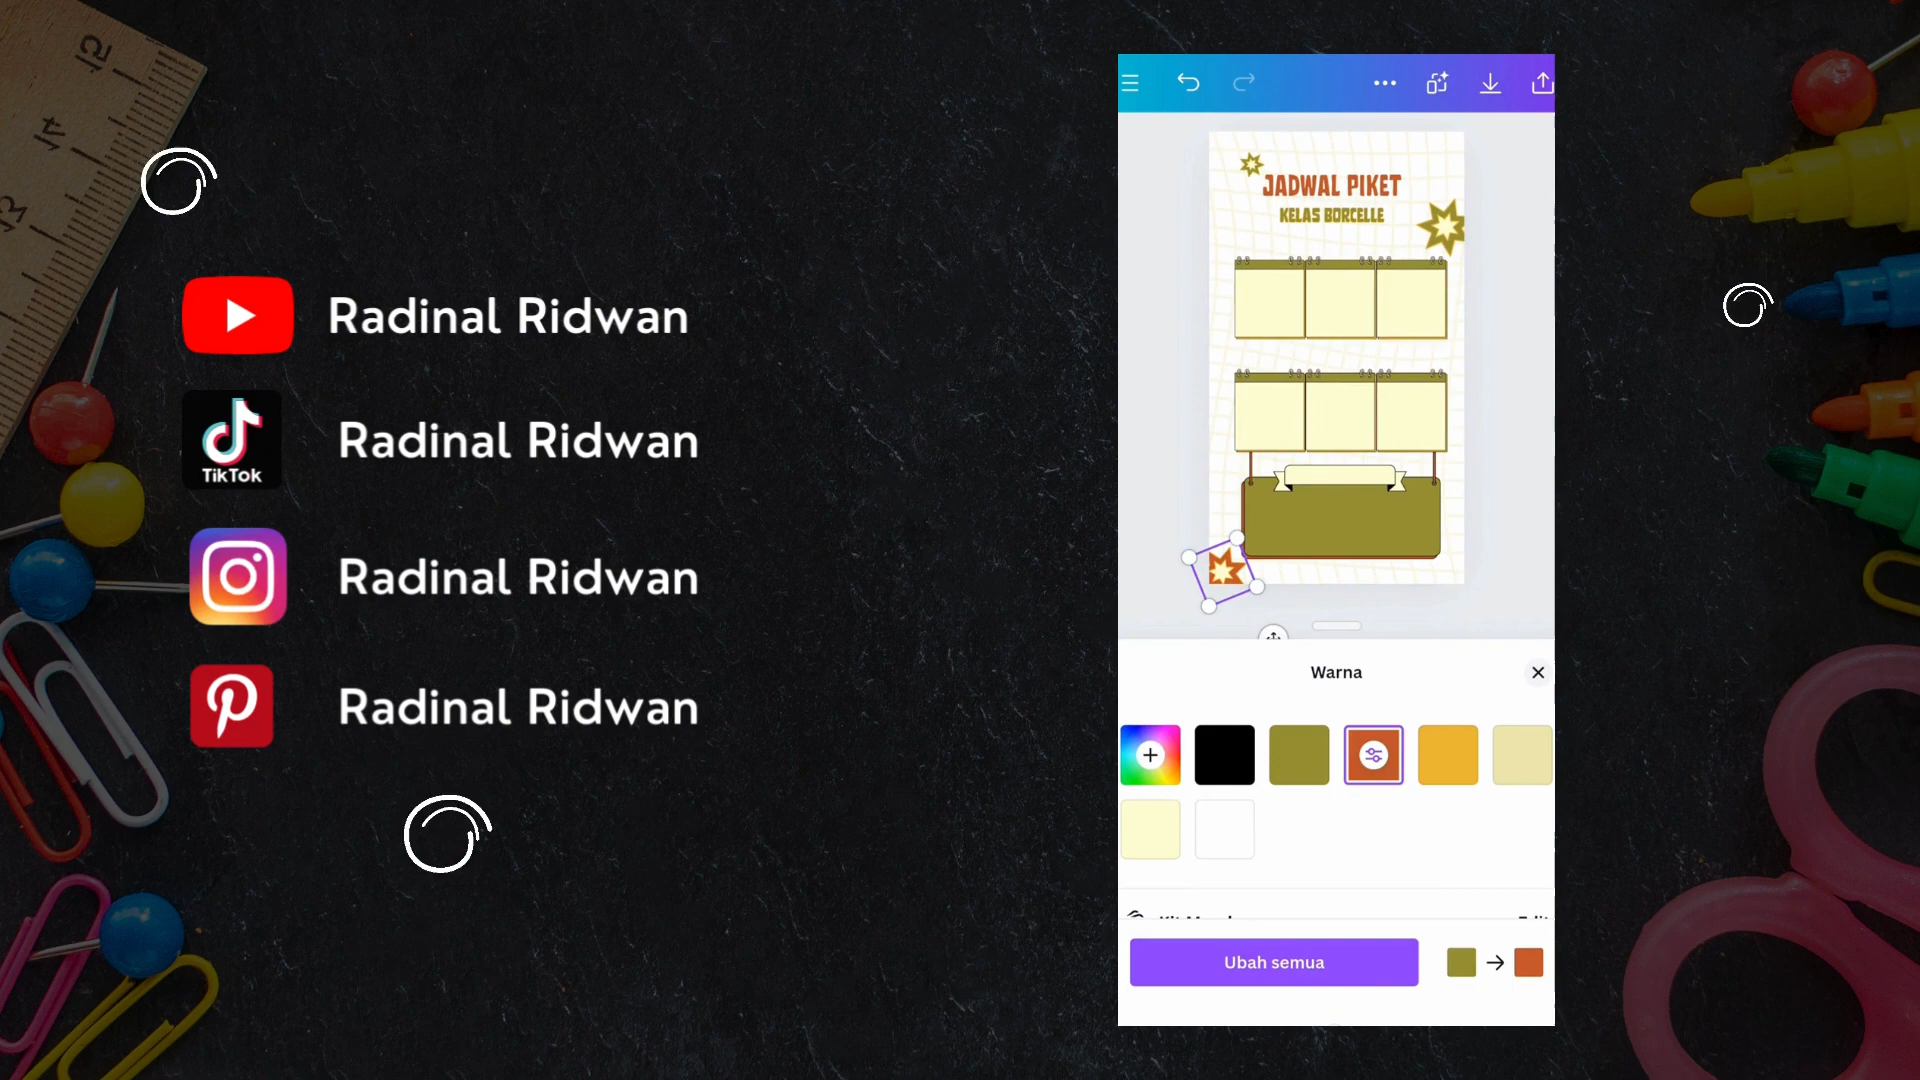 Radinal Ridwan
TikTok
Radinal Ridwan
Radinal Ridwan
Radinal Ridwan
JADWAL PIKET
KELAS BORCELLE
Warna
Ubah semua